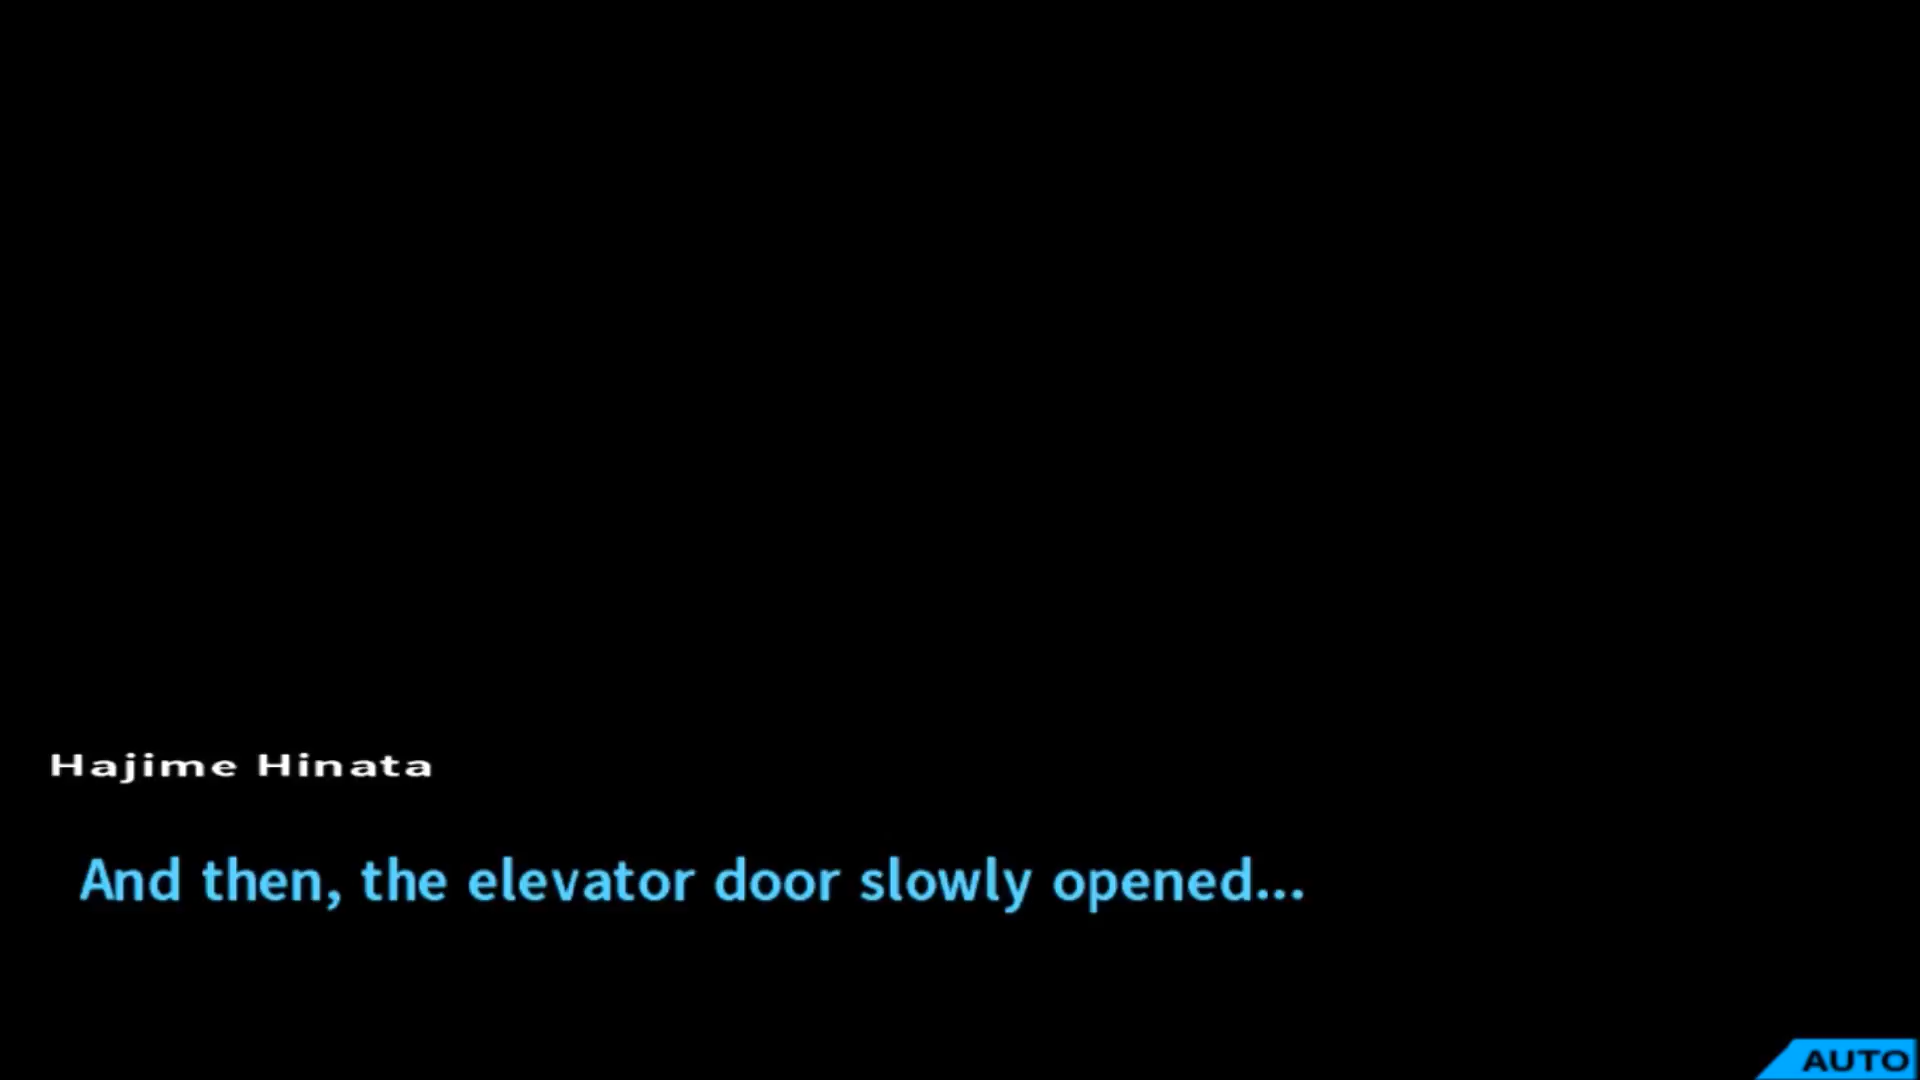 Hajime Hinata
And then, the elevator door slowly opened...
AUTO